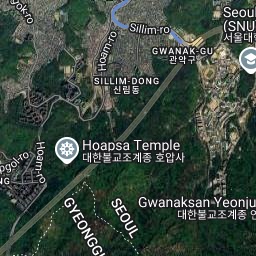 Sillim-ro
Seoul
(SNU
서울대
GWANAK-GU
관악구
Hoam-ro
SILLIM-DONG
신림동
Hoapsa Temple
대한불교조계종 호압사
Hoam-ro
Gwanaksan Yeonju
대한불교조계종 연
SEOUL
GYEONGGI